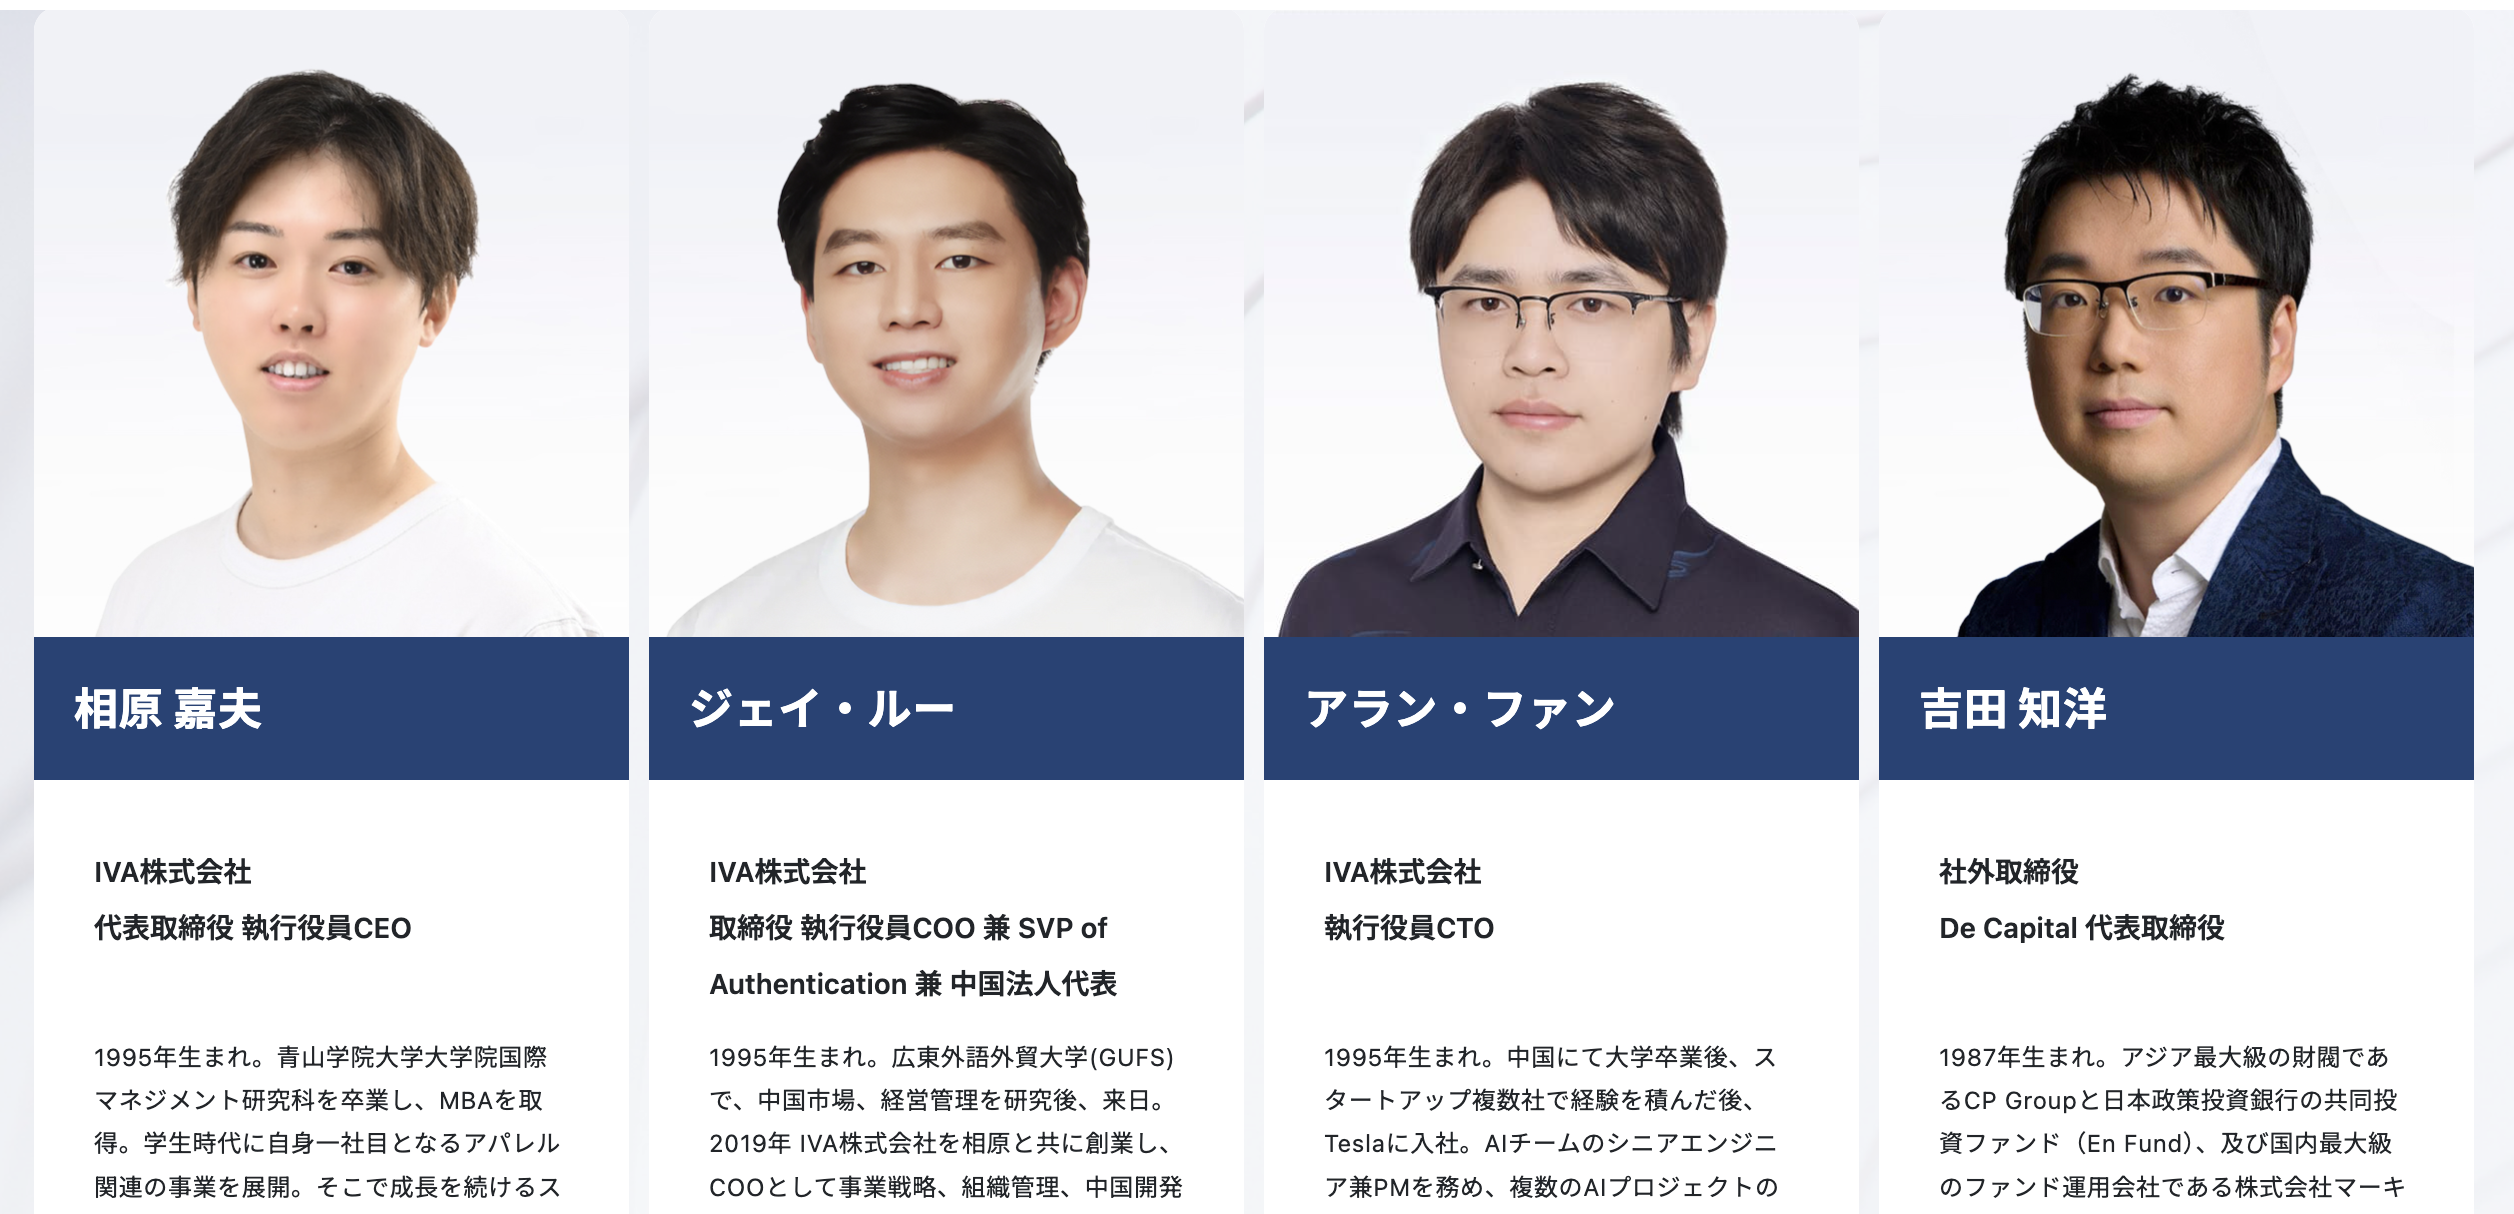 相原 嘉夫
IVA株式会社
代表取締役 執行役員CEO
1995年生まれ。青山学院大学大学院国際
マネジメント研究科を卒業し、MBAを取
得。学生時代に自身一社目となるアパレル
関連の事業を展開。そこで成長を続けるス
ジェイ・ルー
IVA株式会社
取締役 執行役員COO 兼 SVP of
Authentication 兼 中国法人代表
1995年生まれ。広東外語外貿大学(GUFS)
で、中国市場、経営管理を研究後、来日。
2019年 IVA株式会社を相原と共に創業し、
COOとして事業戦略、組織管理、中国開発
アラン・ファン
IVA株式会社
執行役員CTO
1995年生まれ。中国にて大学卒業後、ス
タートアップ複数社で経験を積んだ後、
Teslaに入社。AIチームのシニアエンジニ
ア兼PMを務め、複数のAIプロジェクトの
吉田 知洋
社外取締役
De Capital 代表取締役
1987年生まれ。アジア最大級の財閥であ
るCP Groupと日本政策投資銀行の共同投
資ファンド（En Fund）、及び国内最大級
のファンド運用会社である株式会社マーキ